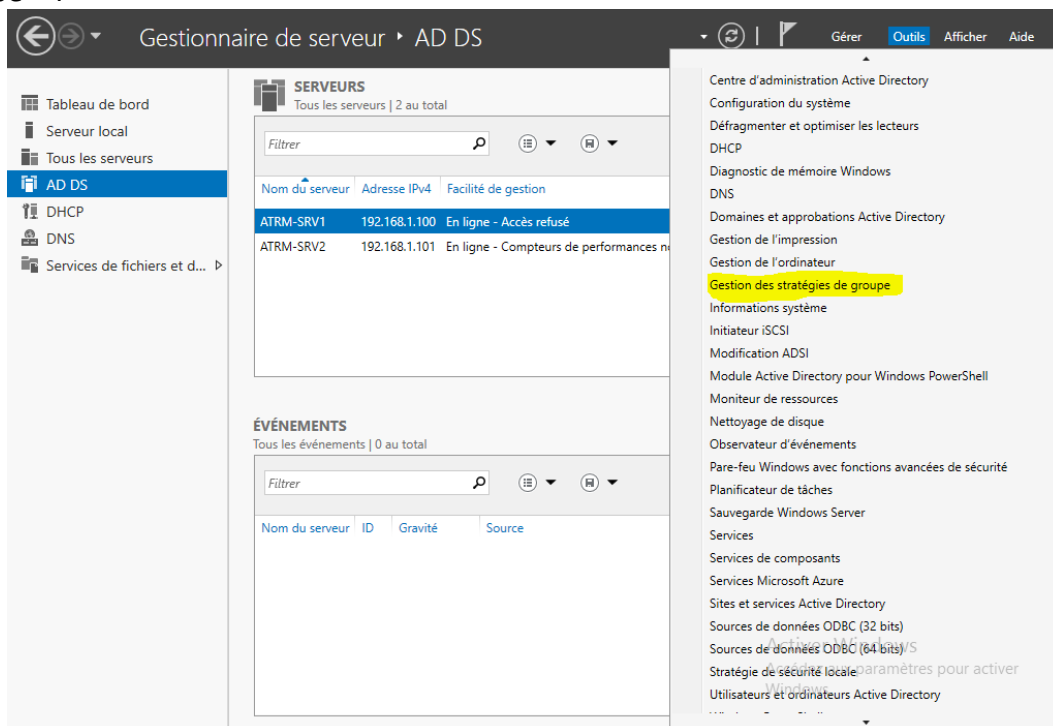 Gestionnaire de serveur ‣ AD DS
Gérer Outils Afficher Aide
Tableau de bord
Serveur local
Tous les serveurs
AD DS
DHCP
DNS
Services de fichiers et d...
SERVEURS
Tous les serveurs | 2 au total
Filtrer
Nom du serveur Adresse IPv4 Facilité de gestion
ATRM-SRV1 192.168.1.100 En ligne - Accès refusé
ATRM-SRV2 192.168.1.101 En ligne - Compteurs de performances n
ÉVÉNEMENTS
Tous les événements | 0 au total
Filtrer
Nom du serveur ID Gravité Source
Centre d'administration Active Directory
Configuration du système
Défragmenter et optimiser les lecteurs
DHCP
Diagnostic de mémoire Windows
DNS
Domaines et approbations Active Directory
Gestion de l'impression
Gestion de l'ordinateur
Gestion des stratégies de groupe
Informations système
Initiateur iSCSI
Modification ADSI
Module Active Directory pour Windows PowerShell
Moniteur de ressources
Nettoyage de disque
Observateur d'événements
Pare-feu Windows avec fonctions avancées de sécurité
Planificateur de tâches
Sauvegarde Windows Server
Services
Services de composants
Services Microsoft Azure
Sites et services Active Directory
Sources de données ODBC (32 bits)
Sources de données ODBC (64 bits)
Stratégie de sécurité locale
Utilisateurs et ordinateurs Active Directory
Activer Windows
Accéder aux paramètres pour activer
Windows.